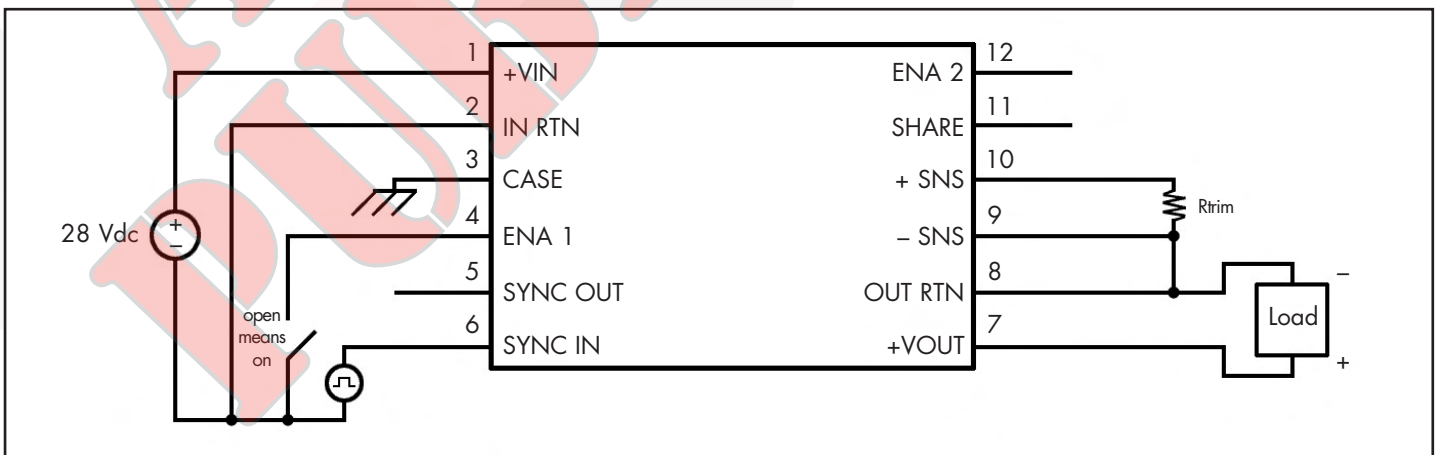 1
+VIN
2
IN RTN
3
CASE
4
ENA 1
5
SYNC OUT
6
SYNC IN
28 Vdc
+
–
open
means
on
12
ENA 2
11
SHARE
10
+ SNS
9
– SNS
8
OUT RTN
7
+VOUT
Rtrim
Load
–
+